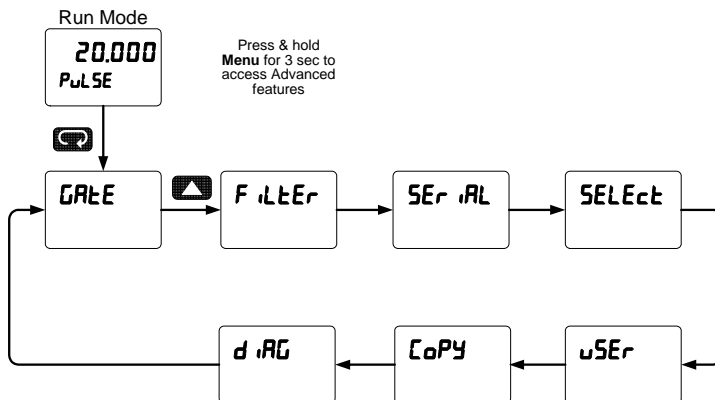 Run Mode
20.000
PuLSE
Press & hold
Menu for 3 sec to
access Advanced
features
GAtE
FiLtEr
SEriAL
SELEct
diAG
CoPY
uSEr